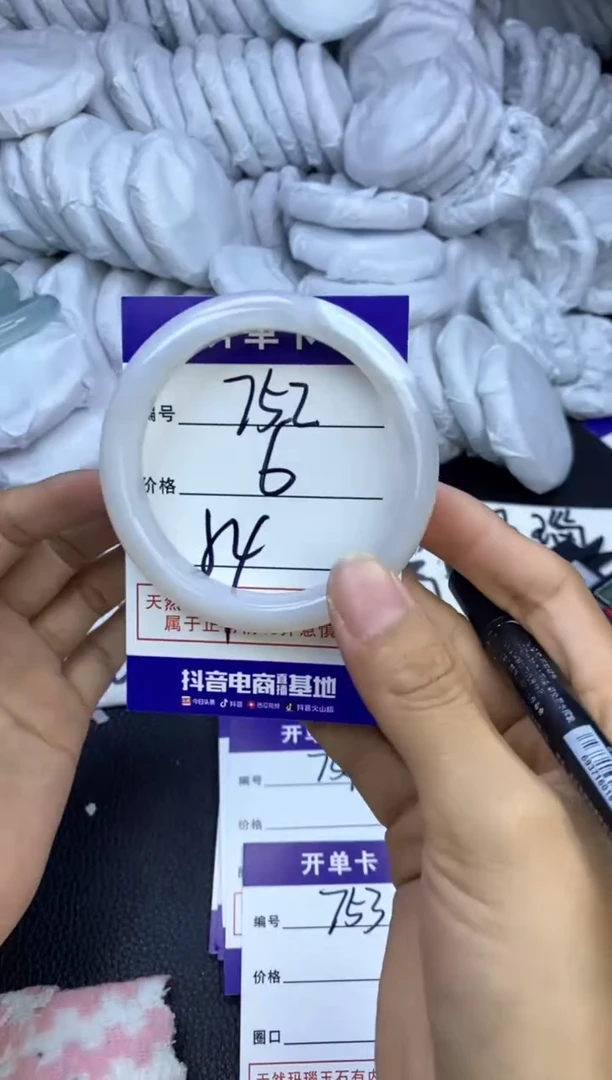 开单卡
编号 752
价格 6
54
天然
属于正
抖音电商直播基地
今日头条 抖音 西瓜视频 抖音火山版
瑙
开单
编号 75
价格
开单卡
编号 753
价格
圈口
天然玛瑙玉石有内